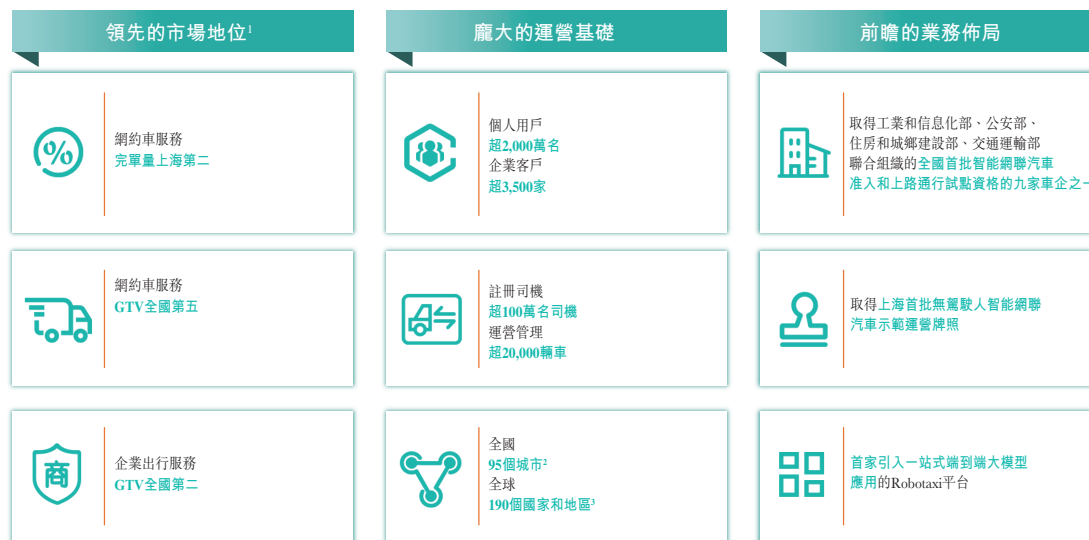 領先的市場地位¹
網約車服務
完單量上海第二
網約車服務
GTV全國第五
商
企業出行服務
GTV全國第二
龐大的運營基礎
個人用戶
超2,000萬名
企業客戶
超3,500家
註冊司機
超100萬名司機
運營管理
超20,000輛車
全國
95個城市²
全球
190個國家和地區³
前瞻的業務佈局
取得工業和信息化部、公安部、
住房和城鄉建設部、交通運輸部
聯合組織的全國首批智能網聯汽車
准入和上路通行試點資格的九家車企之一
取得上海首批無駕駛人智能網聯
汽車示範運營牌照
首家引入一站式端到端大模型
應用的Robotaxi平台